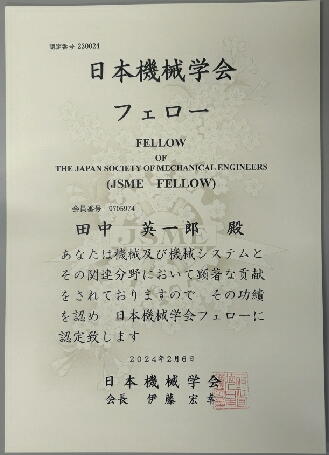 認定番号 230024
日本機械学会
フェロー
FELLOW
OF
THE JAPAN SOCIETY OF MECHANICAL ENGINEERS
(JSME FELLOW)
会員番号 9705974
田中 英一郎 殿
あなたは機械及び機械システムと
その関連分野において顕著な貢献
をされておりますので その功績
を認め 日本機械学会フェローに
認定致します
2024年2月6日
日本機械学会
会長 伊藤 宏幸